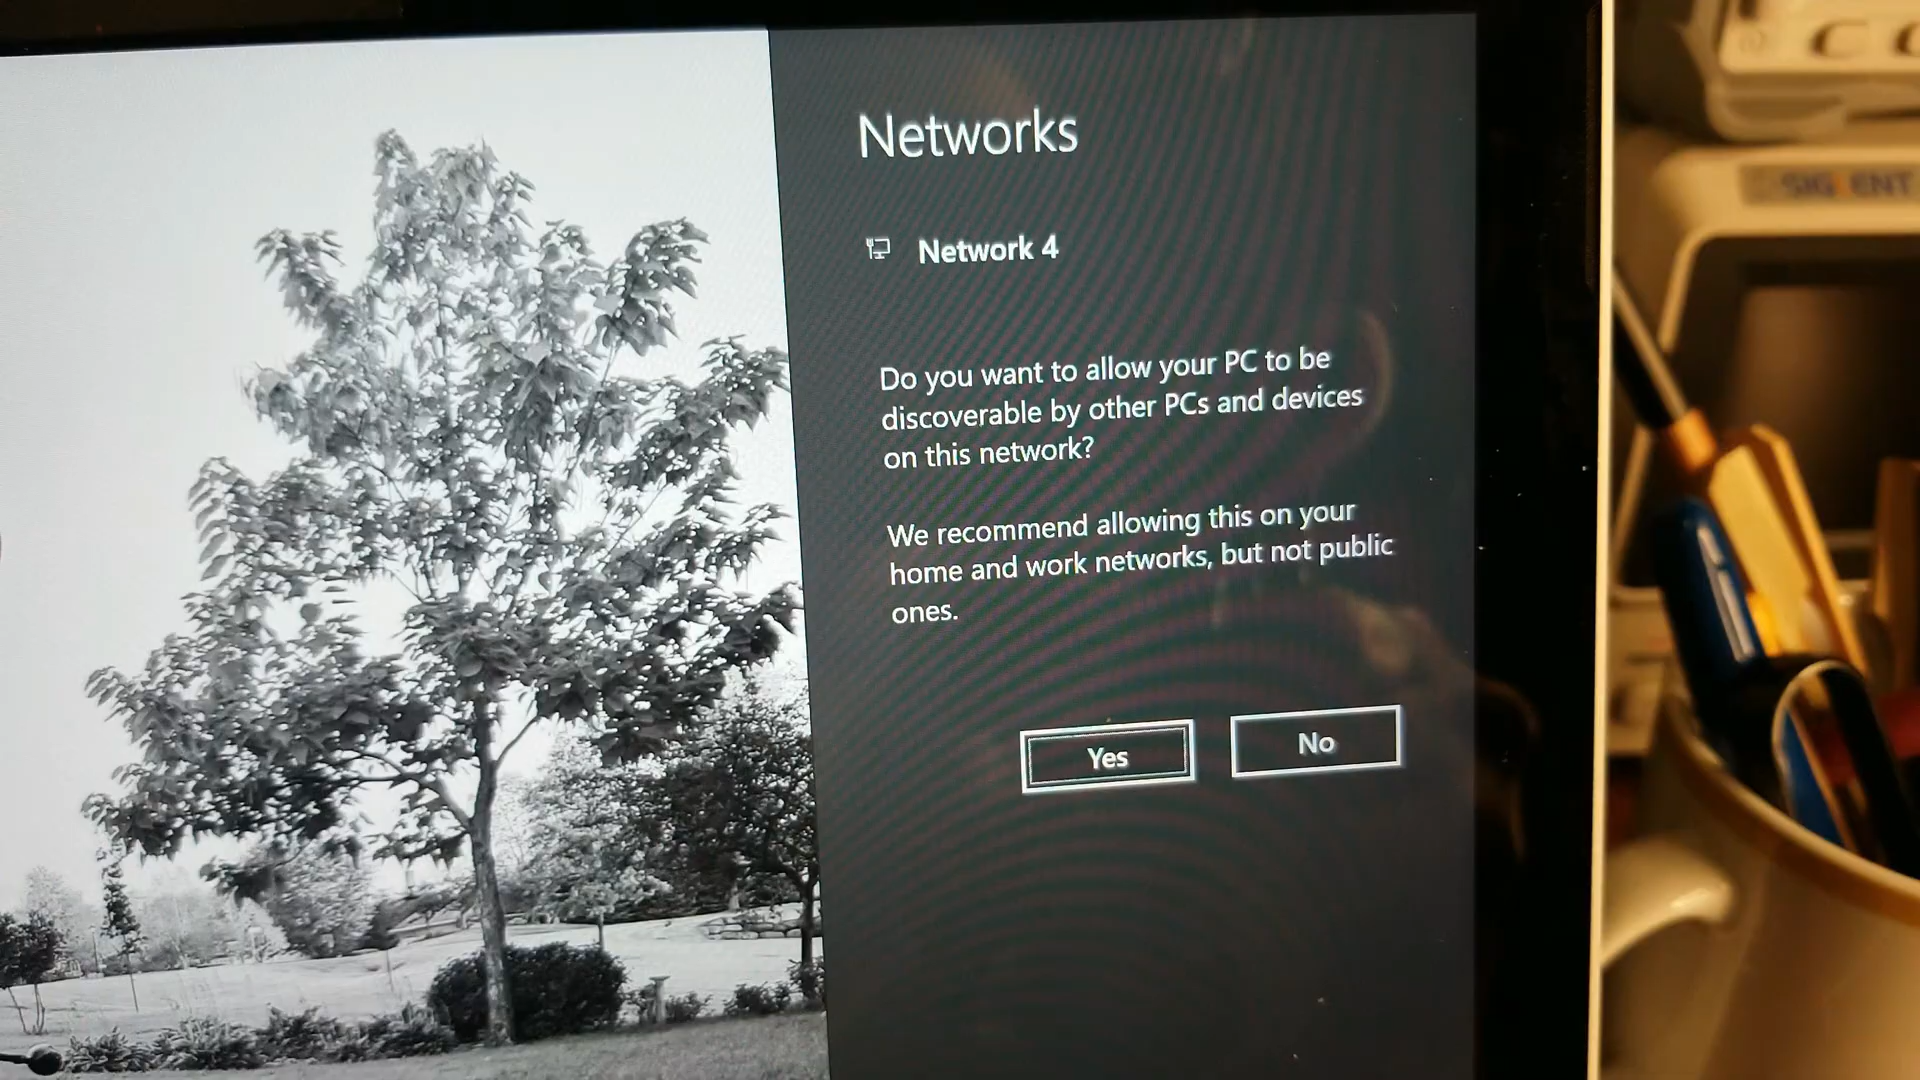 Networks
Network 4
Do you want to allow your PC to be
discoverable by other PCs and devices
on this network?
We recommend allowing this on your
home and work networks, but not public
ones.
Yes
No
SIGLENT